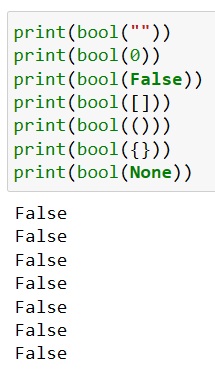 print(bool(""))
print(bool(0))
print(bool(False))
print(bool([]))
print(bool(()))
print(bool({}))
print(bool(None))
False
False
False
False
False
False
False